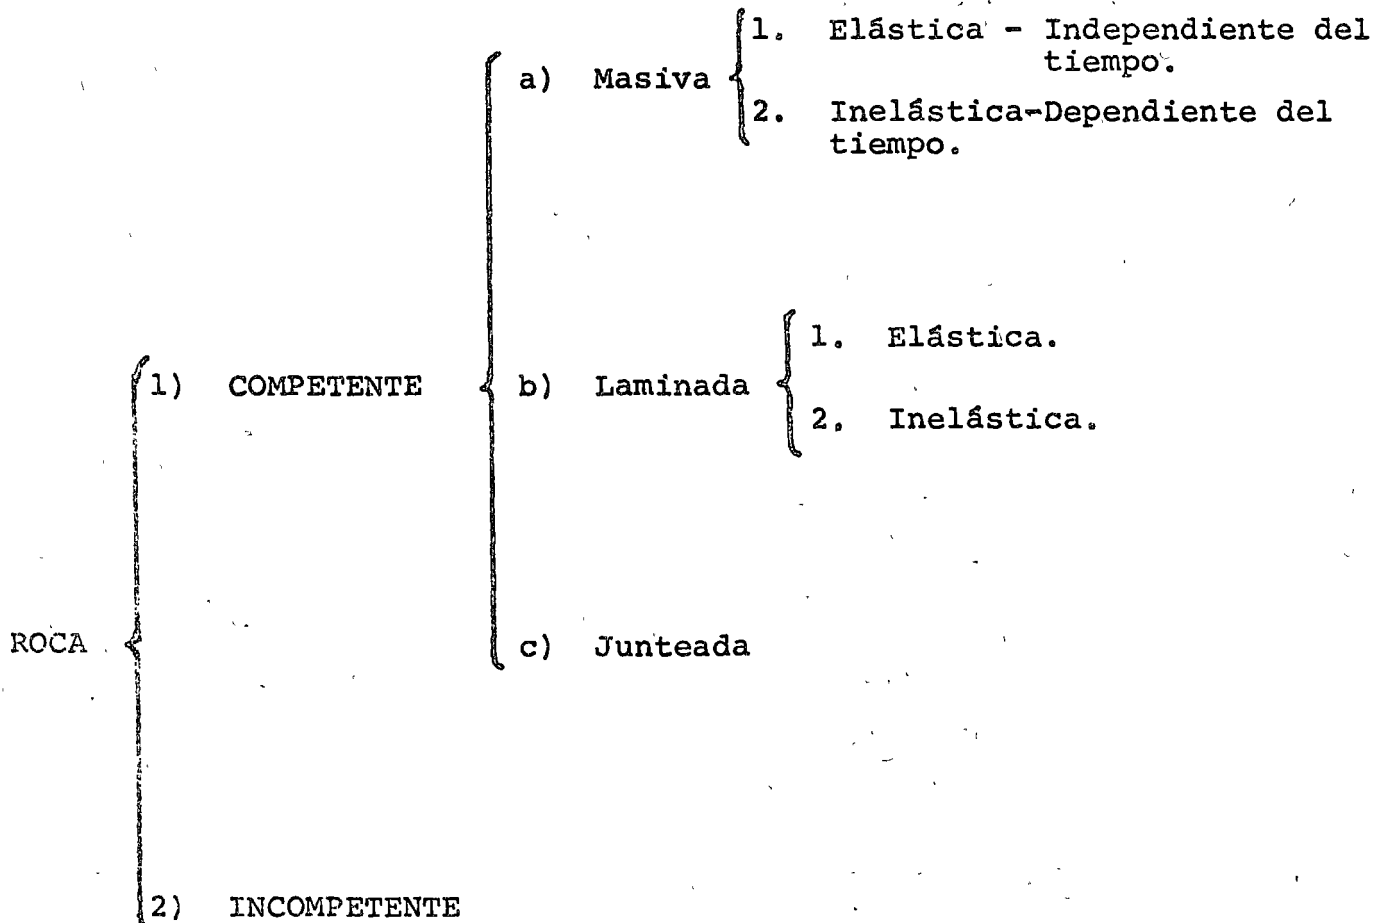 1. Elástica - Independiente del
tiempo.
a) Masiva
2. Inelástica-Dependiente del
tiempo.
1. Elástica.
1) COMPETENTE b) Laminada
2. Inelástica.
ROCA c) Junteada
2) INCOMPETENTE